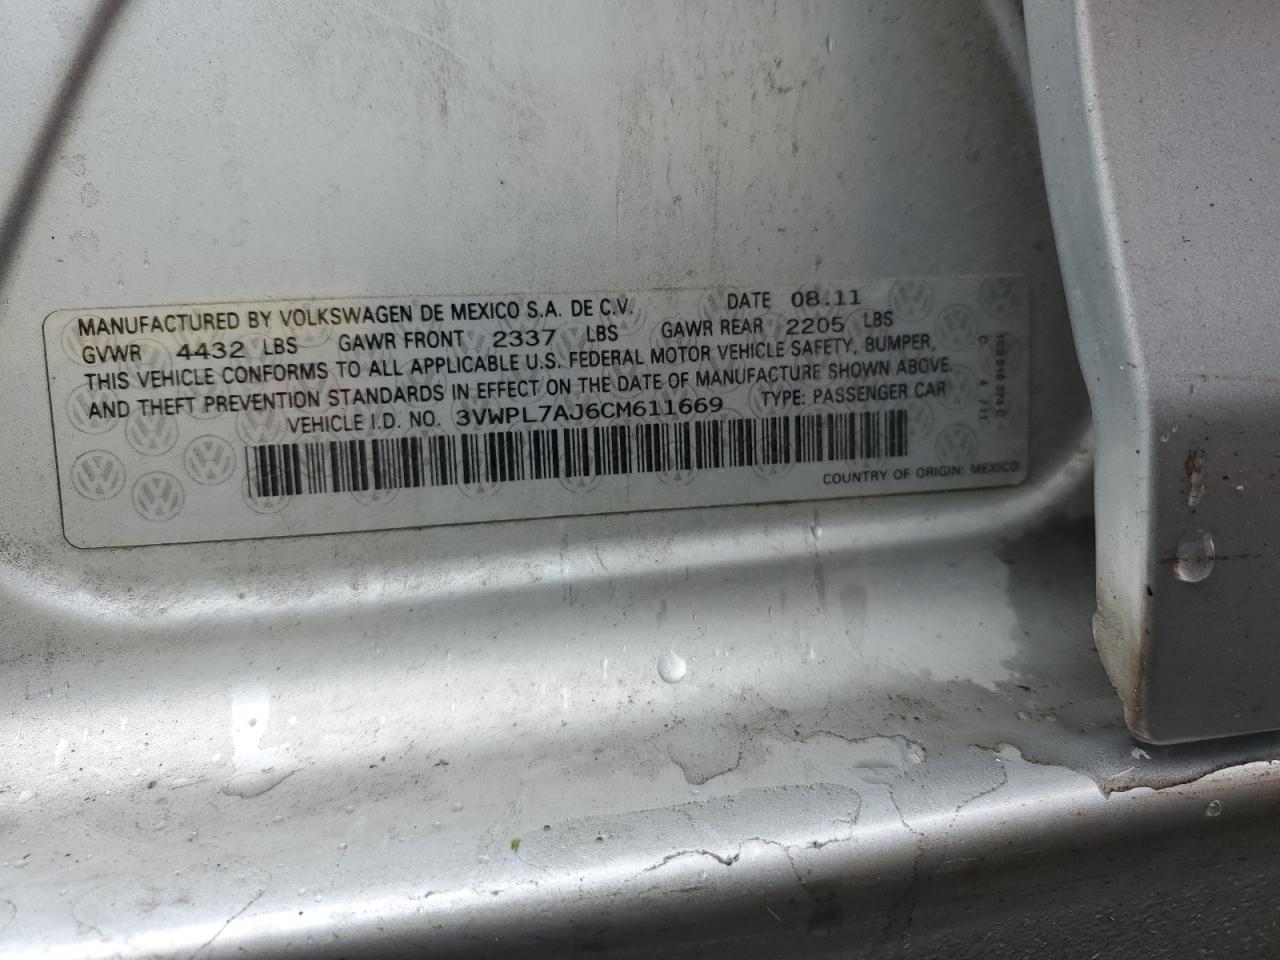 MANUFACTURED BY VOLKSWAGEN DE MEXICO S.A. DE C.V. DATE 08.11
GVWR 4432 LBS GAWR FRONT 2337 LBS GAWR REAR 2205 LBS
THIS VEHICLE CONFORMS TO ALL APPLICABLE U.S. FEDERAL MOTOR VEHICLE SAFETY, BUMPER,
AND THEFT PREVENTION STANDARDS IN EFFECT ON THE DATE OF MANUFACTURE SHOWN ABOVE.
VEHICLE I.D. NO. 3VWPL7AJ6CM611669 TYPE: PASSENGER CAR
COUNTRY OF ORIGIN: MEXICO